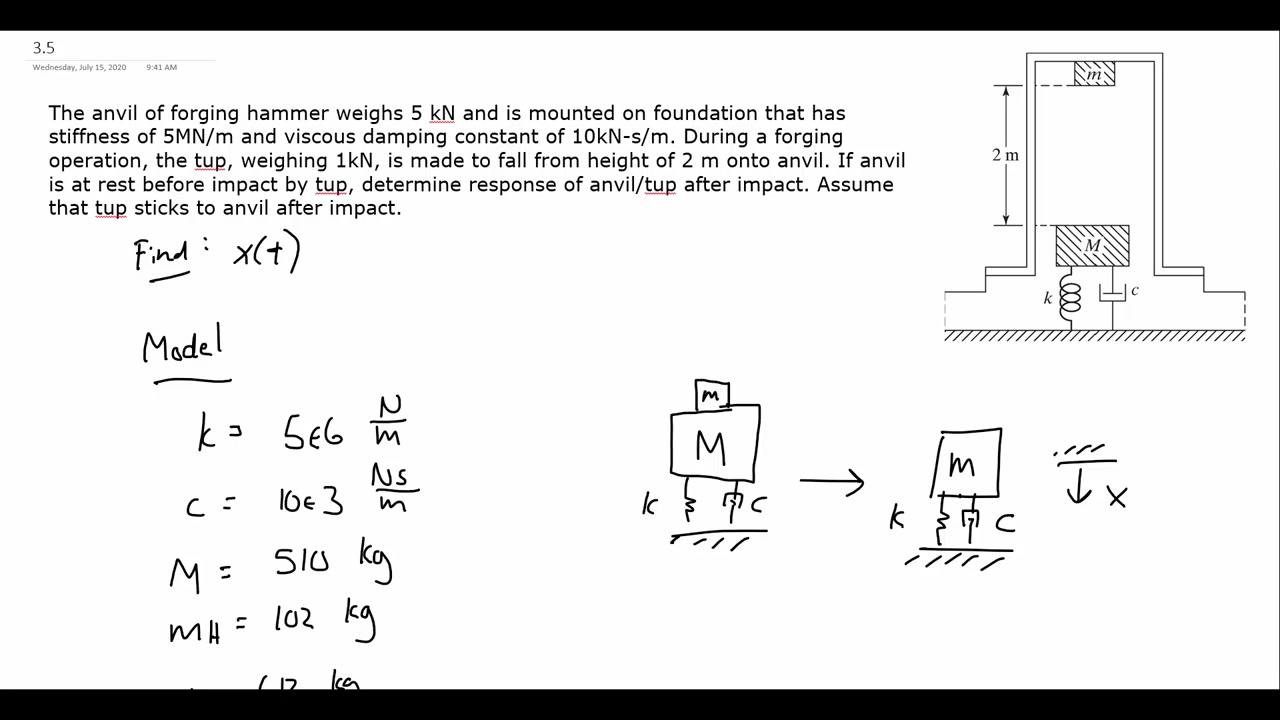 3.5
Wednesday, July 15, 2020 9:41 AM
The anvil of forging hammer weighs 5 kN and is mounted on foundation that has
stiffness of 5MN/m and viscous damping constant of 10kN-s/m. During a forging
operation, the tup, weighing 1kN, is made to fall from height of 2 m onto anvil. If anvil
is at rest before impact by tup, determine response of anvil/tup after impact. Assume
that tup sticks to anvil after impact.
m
2 m
M
k
c
Find: x(t)
Model
k = 5E6 N/m
c = 10E3 Ns/m
M = 510 kg
mH = 102 kg
m
M
k
c
m
k
c
x